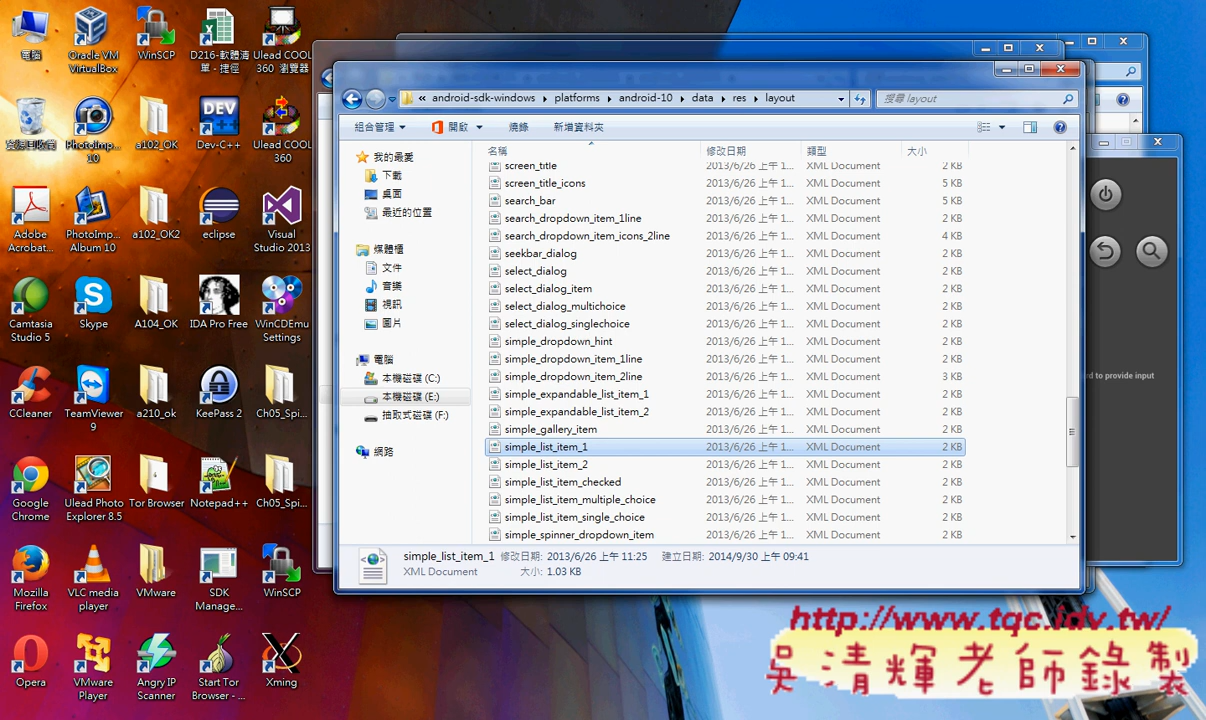 電腦
Oracle VM
VirtualBox
WinSCP
D216-軟體清
單 - 捷徑
Ulead COOL
360 瀏覽器
資源回收筒
PhotoImp...
10
a102_OK
Dev-C++
Ulead COOL
360
Adobe
Acrobat...
PhotoImp...
Album 10
a102_OK2
eclipse
Visual
Studio 2013
Camtasia
Studio 5
Skype
A104_OK
IDA Pro Free
WinCDEmu
Settings
CCleaner
TeamViewer
9
a210_ok
KeePass 2
Ch05_Spi...
Google
Chrome
Ulead Photo
Explorer 8.5
Tor Browser
Notepad++
Ch05_Spi...
Mozilla
Firefox
VLC media
player
VMware
SDK
Manage...
WinSCP
Opera
VMware
Player
Angry IP
Scanner
Start Tor
Browser - ...
Xming
« android-sdk-windows ▸ platforms ▸ android-10 ▸ data ▸ res ▸ layout
搜尋 layout
組合管理 開啟 燒錄 新增資料夾
我的最愛
下載
桌面
最近的位置
媒體櫃
文件
音樂
視訊
圖片
電腦
本機磁碟 (C:)
本機磁碟 (E:)
抽取式磁碟 (F:)
網路
名稱 修改日期 類型 大小
screen_title 2013/6/26 上午 1... XML Document 2 KB
screen_title_icons 2013/6/26 上午 1... XML Document 5 KB
search_bar 2013/6/26 上午 1... XML Document 5 KB
search_dropdown_item_1line 2013/6/26 上午 1... XML Document 2 KB
search_dropdown_item_icons_2line 2013/6/26 上午 1... XML Document 4 KB
seekbar_dialog 2013/6/26 上午 1... XML Document 2 KB
select_dialog 2013/6/26 上午 1... XML Document 2 KB
select_dialog_item 2013/6/26 上午 1... XML Document 2 KB
select_dialog_multichoice 2013/6/26 上午 1... XML Document 2 KB
select_dialog_singlechoice 2013/6/26 上午 1... XML Document 2 KB
simple_dropdown_hint 2013/6/26 上午 1... XML Document 2 KB
simple_dropdown_item_1line 2013/6/26 上午 1... XML Document 2 KB
simple_dropdown_item_2line 2013/6/26 上午 1... XML Document 3 KB
simple_expandable_list_item_1 2013/6/26 上午 1... XML Document 2 KB
simple_expandable_list_item_2 2013/6/26 上午 1... XML Document 2 KB
simple_gallery_item 2013/6/26 上午 1... XML Document 2 KB
simple_list_item_1 2013/6/26 上午 1... XML Document 2 KB
simple_list_item_2 2013/6/26 上午 1... XML Document 2 KB
simple_list_item_checked 2013/6/26 上午 1... XML Document 2 KB
simple_list_item_multiple_choice 2013/6/26 上午 1... XML Document 2 KB
simple_list_item_single_choice 2013/6/26 上午 1... XML Document 2 KB
simple_spinner_dropdown_item 2013/6/26 上午 1... XML Document 2 KB
simple_list_item_1 修改日期: 2013/6/26 上午 11:25 建立日期: 2014/9/30 上午 09:41
XML Document 大小: 1.03 KB
d to provide input
http://www.tqc.idv.tw/
吳清輝老師錄製